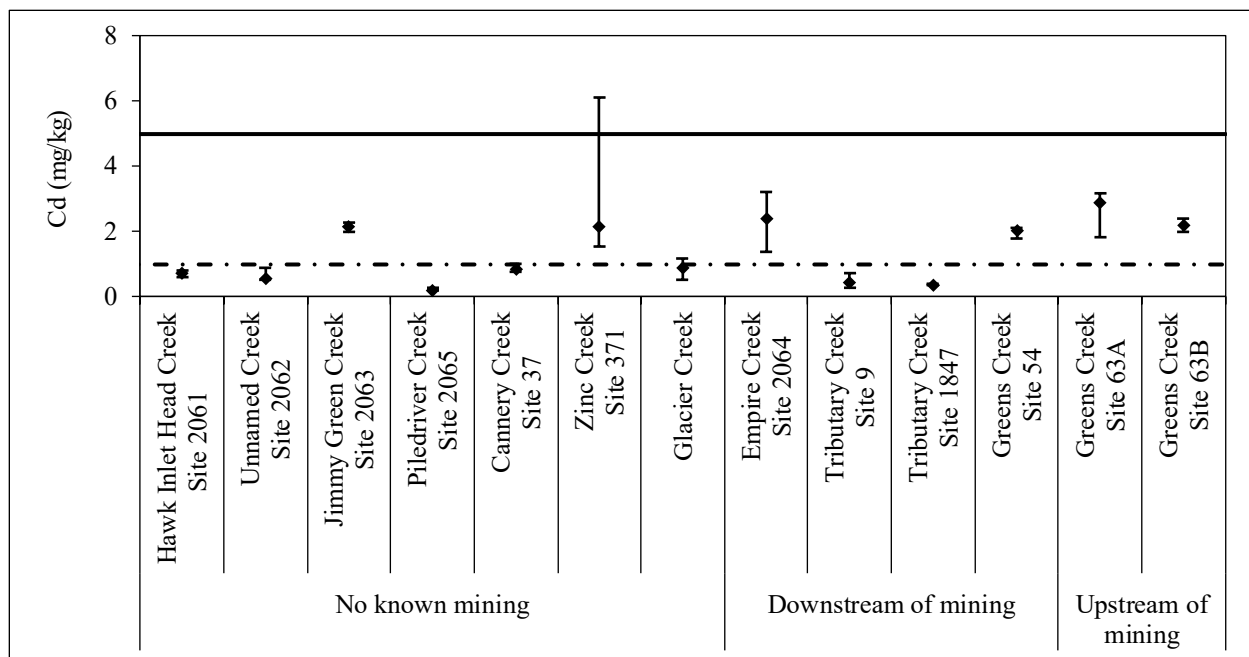 8
6
4
2
0
Cd (mg/kg)
Hawk Inlet Head Creek
Site 2061
Unnamed Creek
Site 2062
Jimmy Green Creek
Site 2063
Piledriver Creek
Site 2065
Cannery Creek
Site 37
Zinc Creek
Site 371
Glacier Creek
Empire Creek
Site 2064
Tributary Creek
Site 9
Tributary Creek
Site 1847
Greens Creek
Site 54
Greens Creek
Site 63A
Greens Creek
Site 63B
No known mining
Downstream of mining
Upstream of
mining